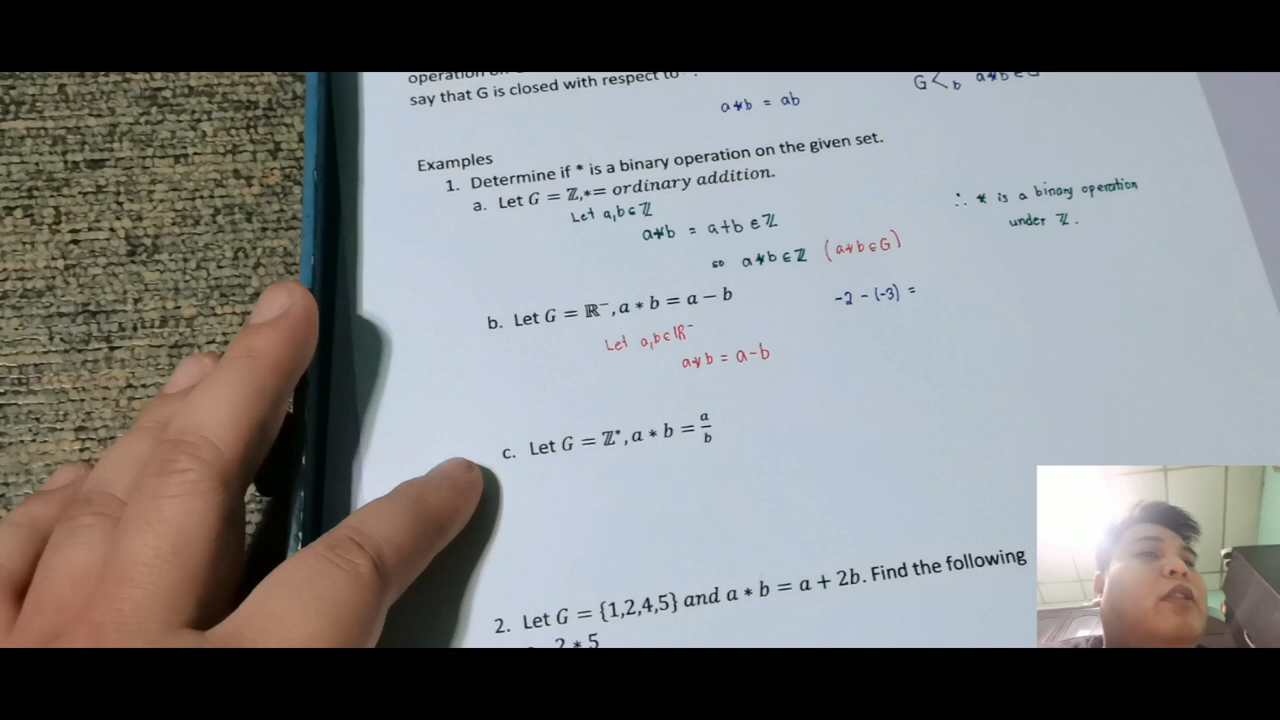 say that G is closed with respect to
a*b = ab
G < b a*b ∈ G
Examples
1. Determine if * is a binary operation on the given set.
a. Let G = ℤ,*= ordinary addition.
Let a,b ∈ ℤ
a*b = a+b ∈ ℤ
so a*b ∈ ℤ (a*b ∈ G)
∴ * is a binary operation
under ℤ.
b. Let G = ℝ⁻, a * b = a − b
-2 - (-3) =
Let a,b ∈ ℝ⁻
a*b = a-b
c. Let G = ℤ*, a * b = a/b
2. Let G = {1,2,4,5} and a * b = a + 2b. Find the following
2 * 5